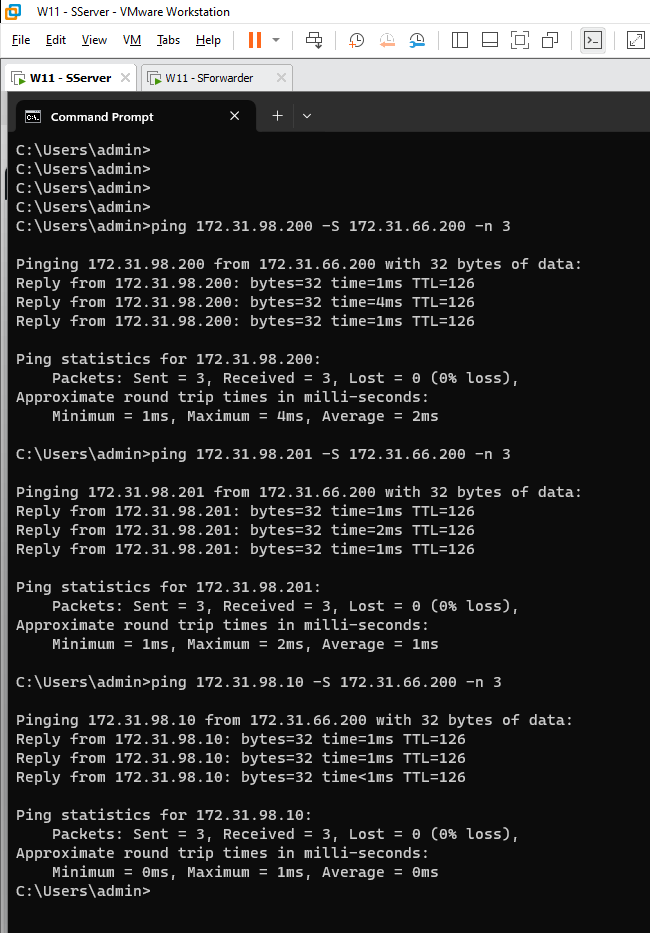 W11 - SServer - VMware Workstation
File Edit View VM Tabs Help
W11 - SServer W11 - SForwarder
Command Prompt
C:\Users\admin>
C:\Users\admin>
C:\Users\admin>
C:\Users\admin>
C:\Users\admin>ping 172.31.98.200 -S 172.31.66.200 -n 3
Pinging 172.31.98.200 from 172.31.66.200 with 32 bytes of data:
Reply from 172.31.98.200: bytes=32 time=1ms TTL=126
Reply from 172.31.98.200: bytes=32 time=4ms TTL=126
Reply from 172.31.98.200: bytes=32 time=1ms TTL=126
Ping statistics for 172.31.98.200:
    Packets: Sent = 3, Received = 3, Lost = 0 (0% loss),
Approximate round trip times in milli-seconds:
    Minimum = 1ms, Maximum = 4ms, Average = 2ms
C:\Users\admin>ping 172.31.98.201 -S 172.31.66.200 -n 3
Pinging 172.31.98.201 from 172.31.66.200 with 32 bytes of data:
Reply from 172.31.98.201: bytes=32 time=1ms TTL=126
Reply from 172.31.98.201: bytes=32 time=2ms TTL=126
Reply from 172.31.98.201: bytes=32 time=1ms TTL=126
Ping statistics for 172.31.98.201:
    Packets: Sent = 3, Received = 3, Lost = 0 (0% loss),
Approximate round trip times in milli-seconds:
    Minimum = 1ms, Maximum = 2ms, Average = 1ms
C:\Users\admin>ping 172.31.98.10 -S 172.31.66.200 -n 3
Pinging 172.31.98.10 from 172.31.66.200 with 32 bytes of data:
Reply from 172.31.98.10: bytes=32 time=1ms TTL=126
Reply from 172.31.98.10: bytes=32 time=1ms TTL=126
Reply from 172.31.98.10: bytes=32 time<1ms TTL=126
Ping statistics for 172.31.98.10:
    Packets: Sent = 3, Received = 3, Lost = 0 (0% loss),
Approximate round trip times in milli-seconds:
    Minimum = 0ms, Maximum = 1ms, Average = 0ms
C:\Users\admin>